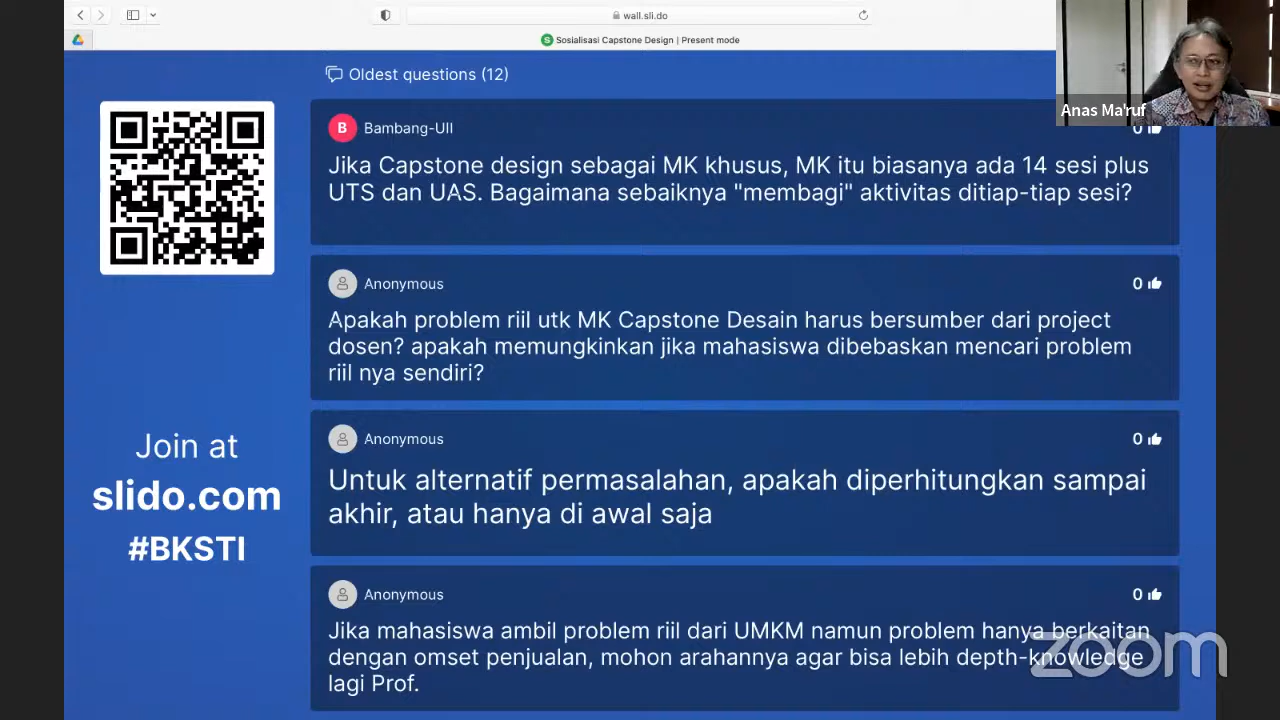 wall.sli.do
Sosialisasi Capstone Design | Present mode
Oldest questions (12)
Anas Ma'ruf
B Bambang-UII
0
Jika Capstone design sebagai MK khusus, MK itu biasanya ada 14 sesi plus
UTS dan UAS. Bagaimana sebaiknya "membagi" aktivitas ditiap-tiap sesi?
Anonymous
0
Apakah problem riil utk MK Capstone Desain harus bersumber dari project
dosen? apakah memungkinkan jika mahasiswa dibebaskan mencari problem
riil nya sendiri?
Anonymous
0
Untuk alternatif permasalahan, apakah diperhitungkan sampai
akhir, atau hanya di awal saja
Anonymous
0
Jika mahasiswa ambil problem riil dari UMKM namun problem hanya berkaitan
dengan omset penjualan, mohon arahannya agar bisa lebih depth-knowledge
lagi Prof.
Join at
slido.com
#BKSTI
zoom